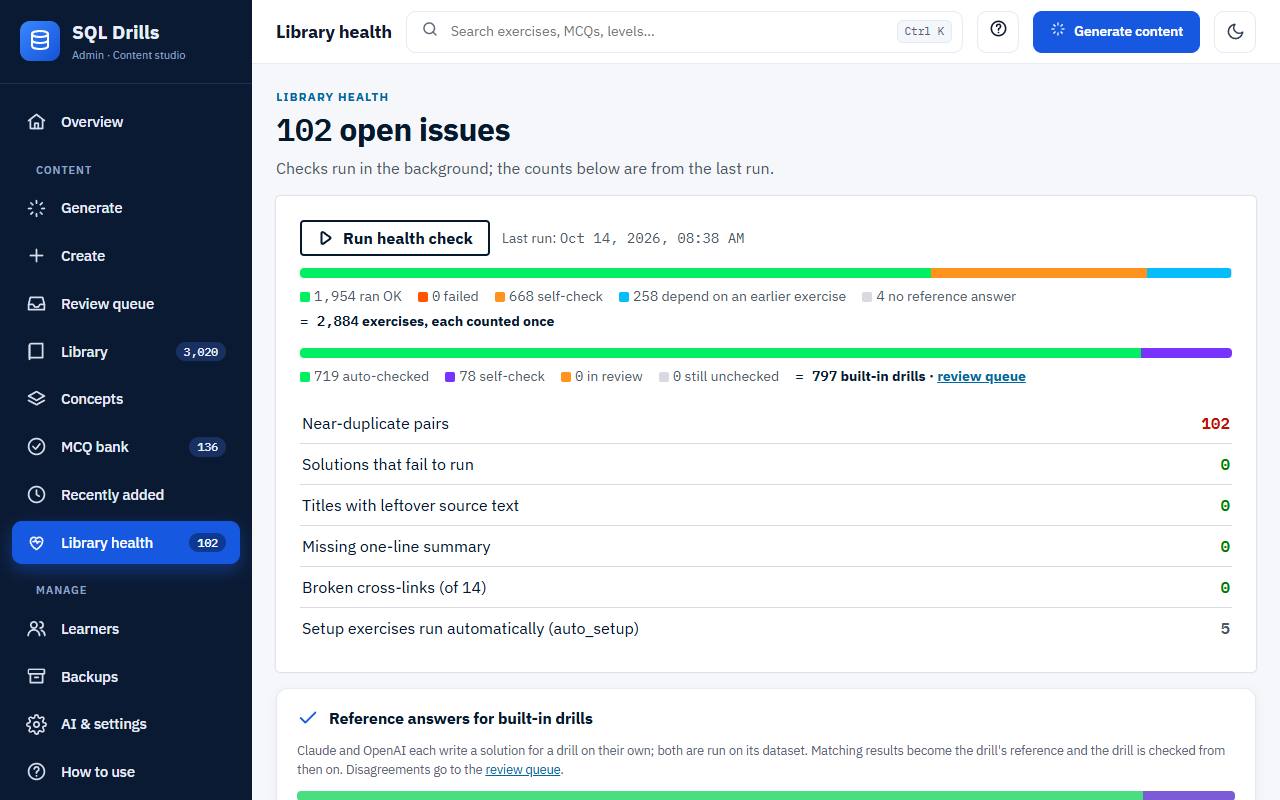 SQL Drills
Admin · Content studio
Overview
CONTENT
Generate
Create
Review queue
Library 3,020
Concepts
MCQ bank 136
Recently added
Library health 102
MANAGE
Learners
Backups
AI & settings
How to use
Library health
Search exercises, MCQs, levels...
Ctrl K
Generate content
LIBRARY HEALTH
102 open issues
Checks run in the background; the counts below are from the last run.
Run health check
Last run: Oct 14, 2026, 08:38 AM
1,954 ran OK 0 failed 668 self-check 258 depend on an earlier exercise 4 no reference answer
= 2,884 exercises, each counted once
719 auto-checked 78 self-check 0 in review 0 still unchecked = 797 built-in drills · review queue
Near-duplicate pairs 102
Solutions that fail to run 0
Titles with leftover source text 0
Missing one-line summary 0
Broken cross-links (of 14) 0
Setup exercises run automatically (auto_setup) 5
Reference answers for built-in drills
Claude and OpenAI each write a solution for a drill on their own; both are run on its dataset. Matching results become the drill's reference and the drill is checked from
then on. Disagreements go to the review queue.